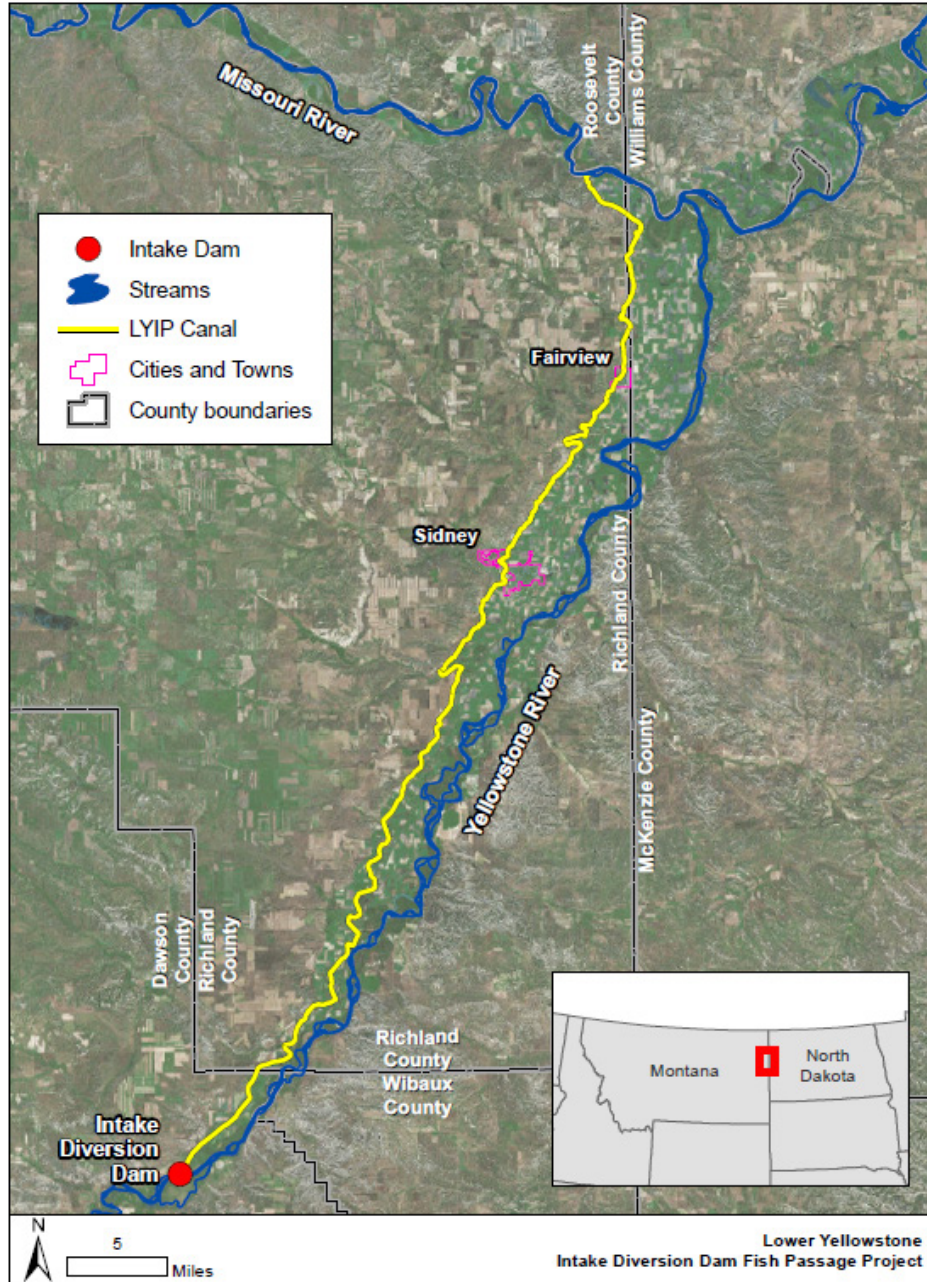 Missouri River
Roosevelt
County
Williams County
Intake Dam
Streams
LYIP Canal
Cities and Towns
County boundaries
Fairview
Sidney
Richland County
Yellowstone River
McKenzie County
Dawson
County
Richland
County
Richland
County
Wibaux
County
Montana
North
Dakota
Intake
Diversion
Dam
N
5
Miles
Lower Yellowstone
Intake Diversion Dam Fish Passage Project